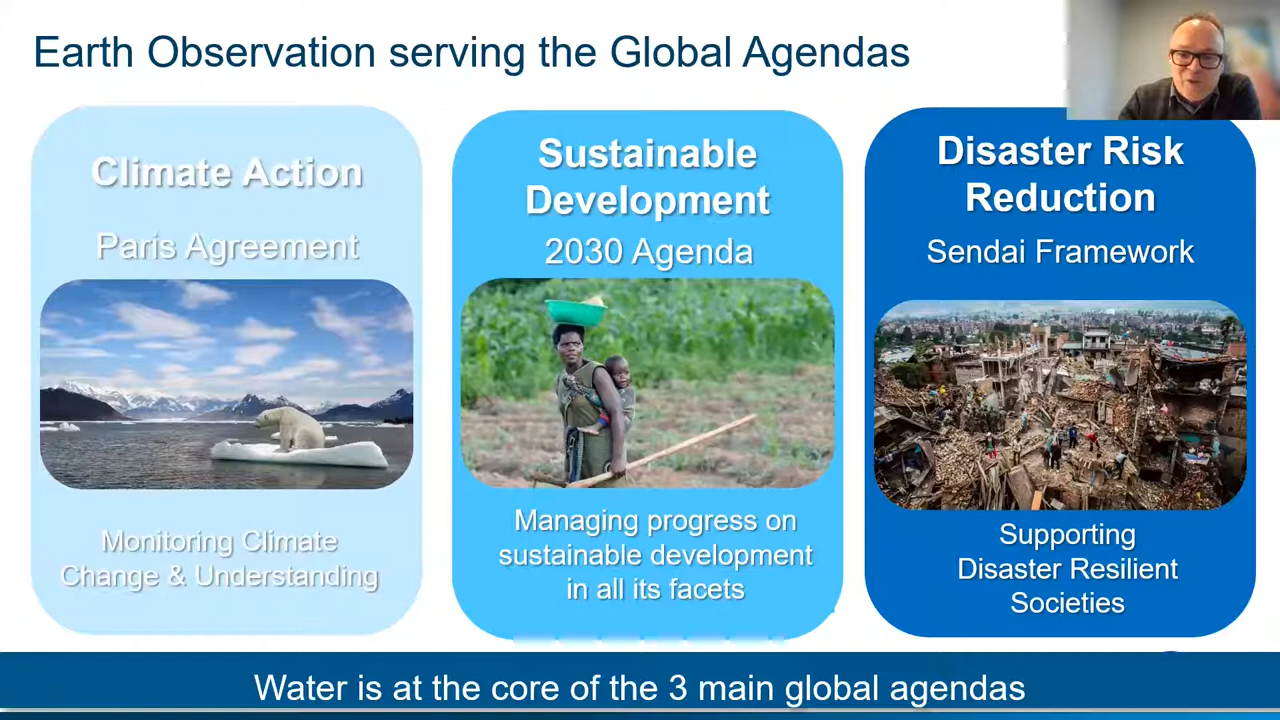 Earth Observation serving the Global Agendas
Climate Action
Paris Agreement
Monitoring Climate
Change & Understanding
Sustainable
Development
2030 Agenda
Managing progress on
sustainable development
in all its facets
Disaster Risk
Reduction
Sendai Framework
Supporting
Disaster Resilient
Societies
Water is at the core of the 3 main global agendas